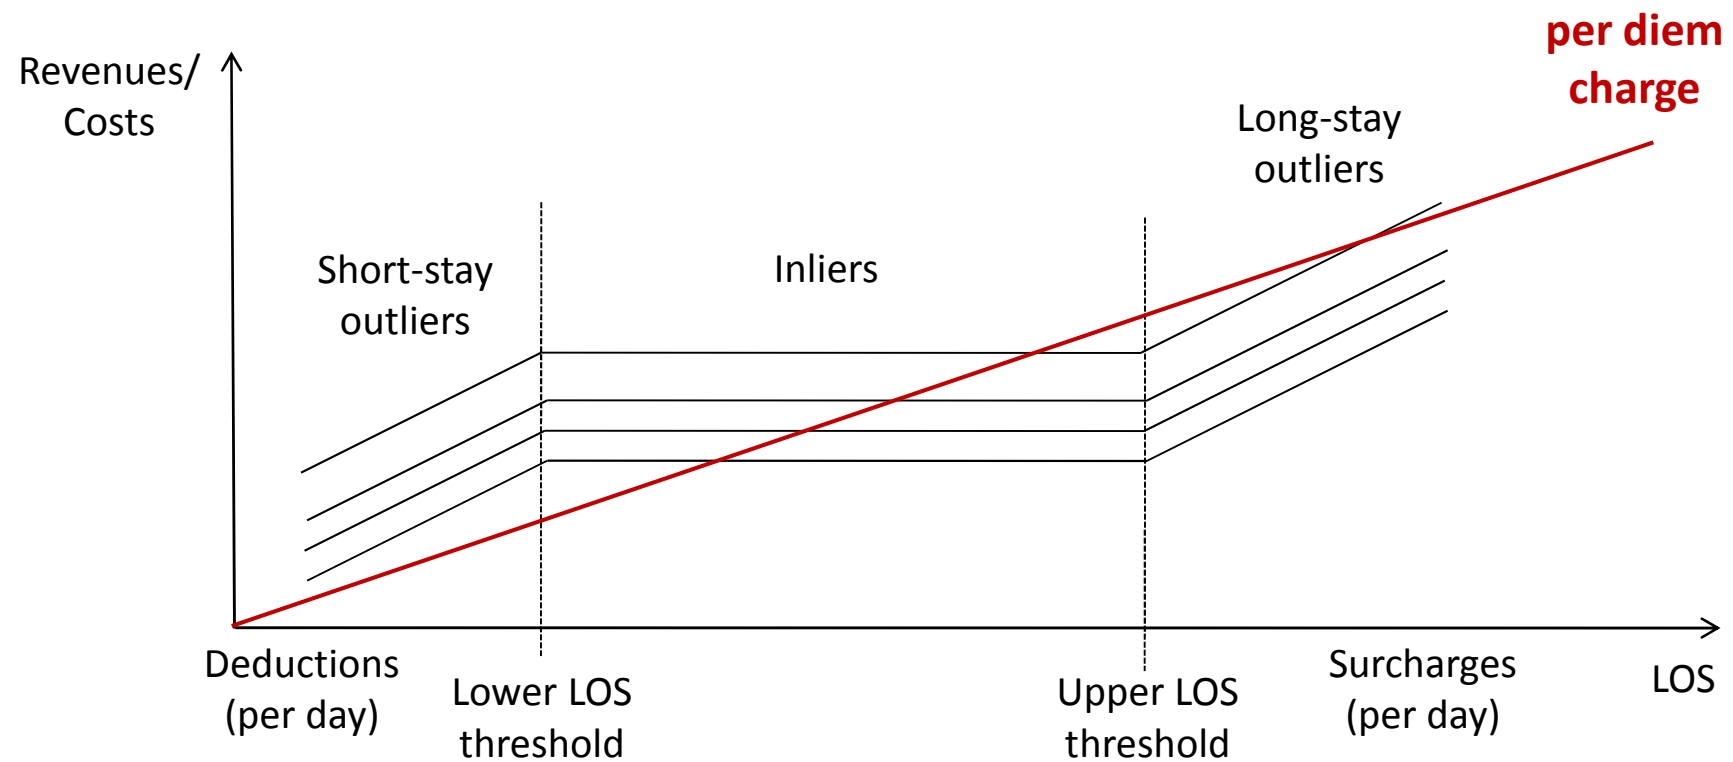 per diem
charge
Revenues/
Costs
Long-stay
outliers
Short-stay
outliers
Inliers
Deductions
(per day)
Lower LOS
threshold
Upper LOS
threshold
Surcharges
(per day)
LOS